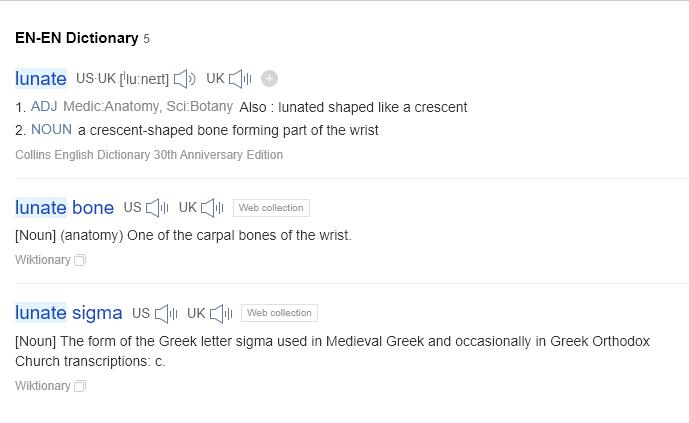 EN-EN Dictionary 5
lunate US·UK [ˈlu:neɪt] UK
1. ADJ Medic:Anatomy, Sci:Botany Also : lunated shaped like a crescent
2. NOUN a crescent-shaped bone forming part of the wrist
Collins English Dictionary 30th Anniversary Edition
lunate bone US UK Web collection
[Noun] (anatomy) One of the carpal bones of the wrist.
Wiktionary
lunate sigma US UK Web collection
[Noun] The form of the Greek letter sigma used in Medieval Greek and occasionally in Greek Orthodox
Church transcriptions: c.
Wiktionary